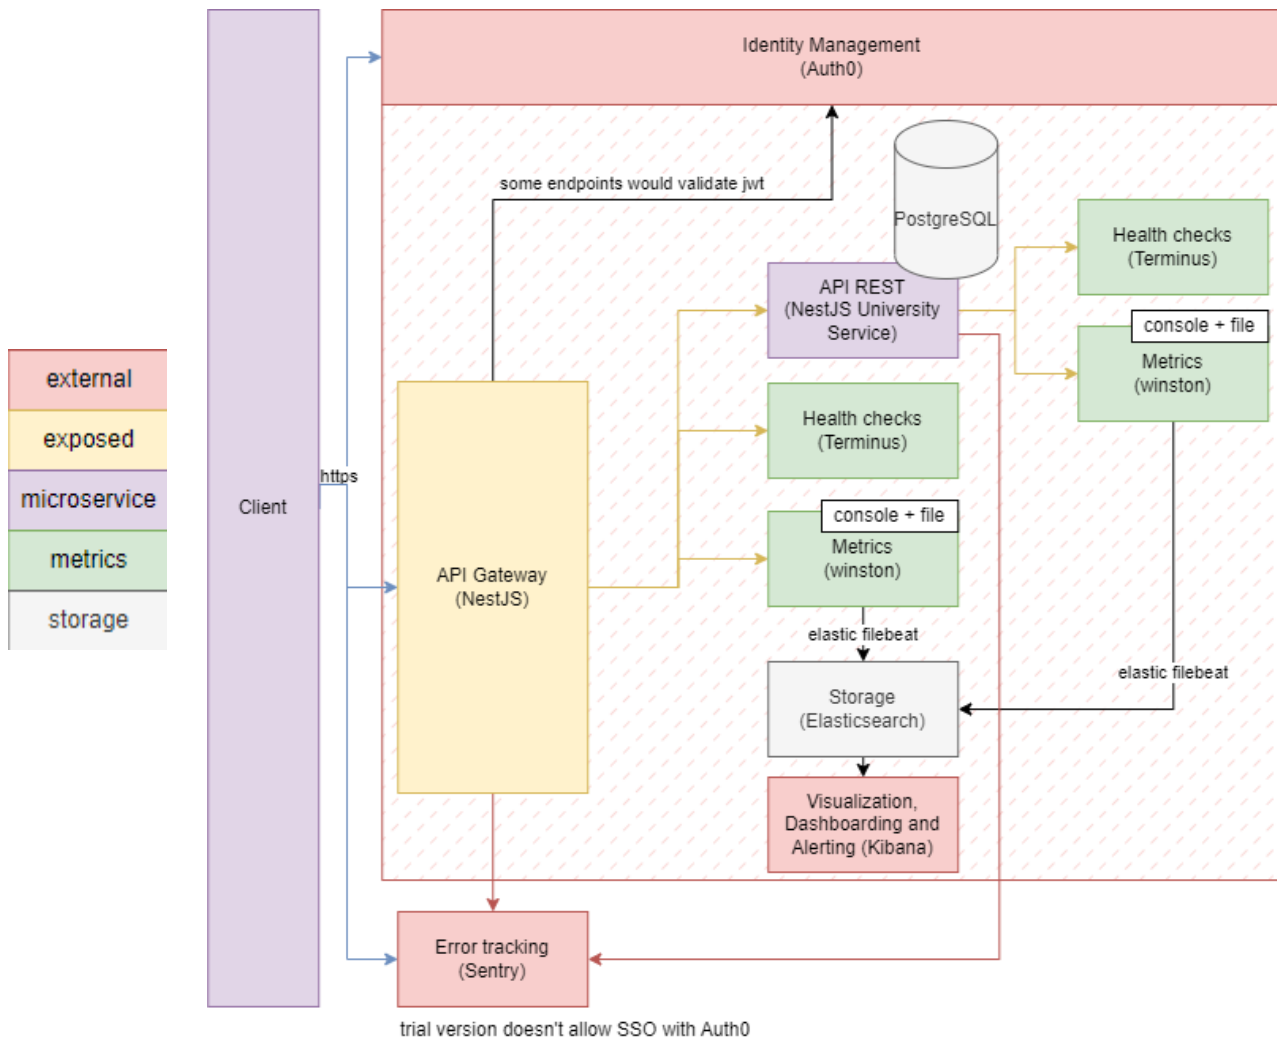 Identity Management
(Auth0)
some endpoints would validate jwt
PostgreSQL
Health checks
(Terminus)
API REST
(NestJS University
Service)
console + file
Metrics
(winston)
external
exposed
microservice
metrics
storage
Client
https
API Gateway
(NestJS)
Health checks
(Terminus)
console + file
Metrics
(winston)
elastic filebeat
elastic filebeat
Storage
(Elasticsearch)
Visualization,
Dashboarding and
Alerting (Kibana)
Error tracking
(Sentry)
trial version doesn't allow SSO with Auth0